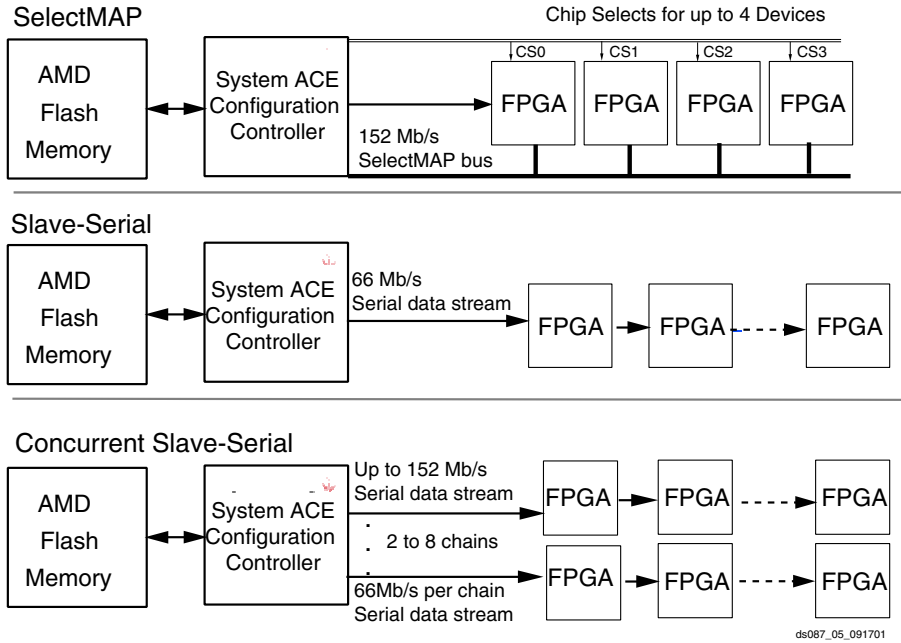 SelectMAP
Chip Selects for up to 4 Devices
AMD
Flash
Memory
System ACE
Configuration
Controller
152 Mb/s
SelectMAP bus
CS0
CS1
CS2
CS3
FPGA
FPGA
FPGA
FPGA
Slave-Serial
AMD
Flash
Memory
System ACE
Configuration
Controller
66 Mb/s
Serial data stream
FPGA
FPGA
FPGA
Concurrent Slave-Serial
AMD
Flash
Memory
System ACE
Configuration
Controller
Up to 152 Mb/s
Serial data stream
2 to 8 chains
66Mb/s per chain
Serial data stream
FPGA
FPGA
FPGA
FPGA
FPGA
FPGA
ds087_05_091701